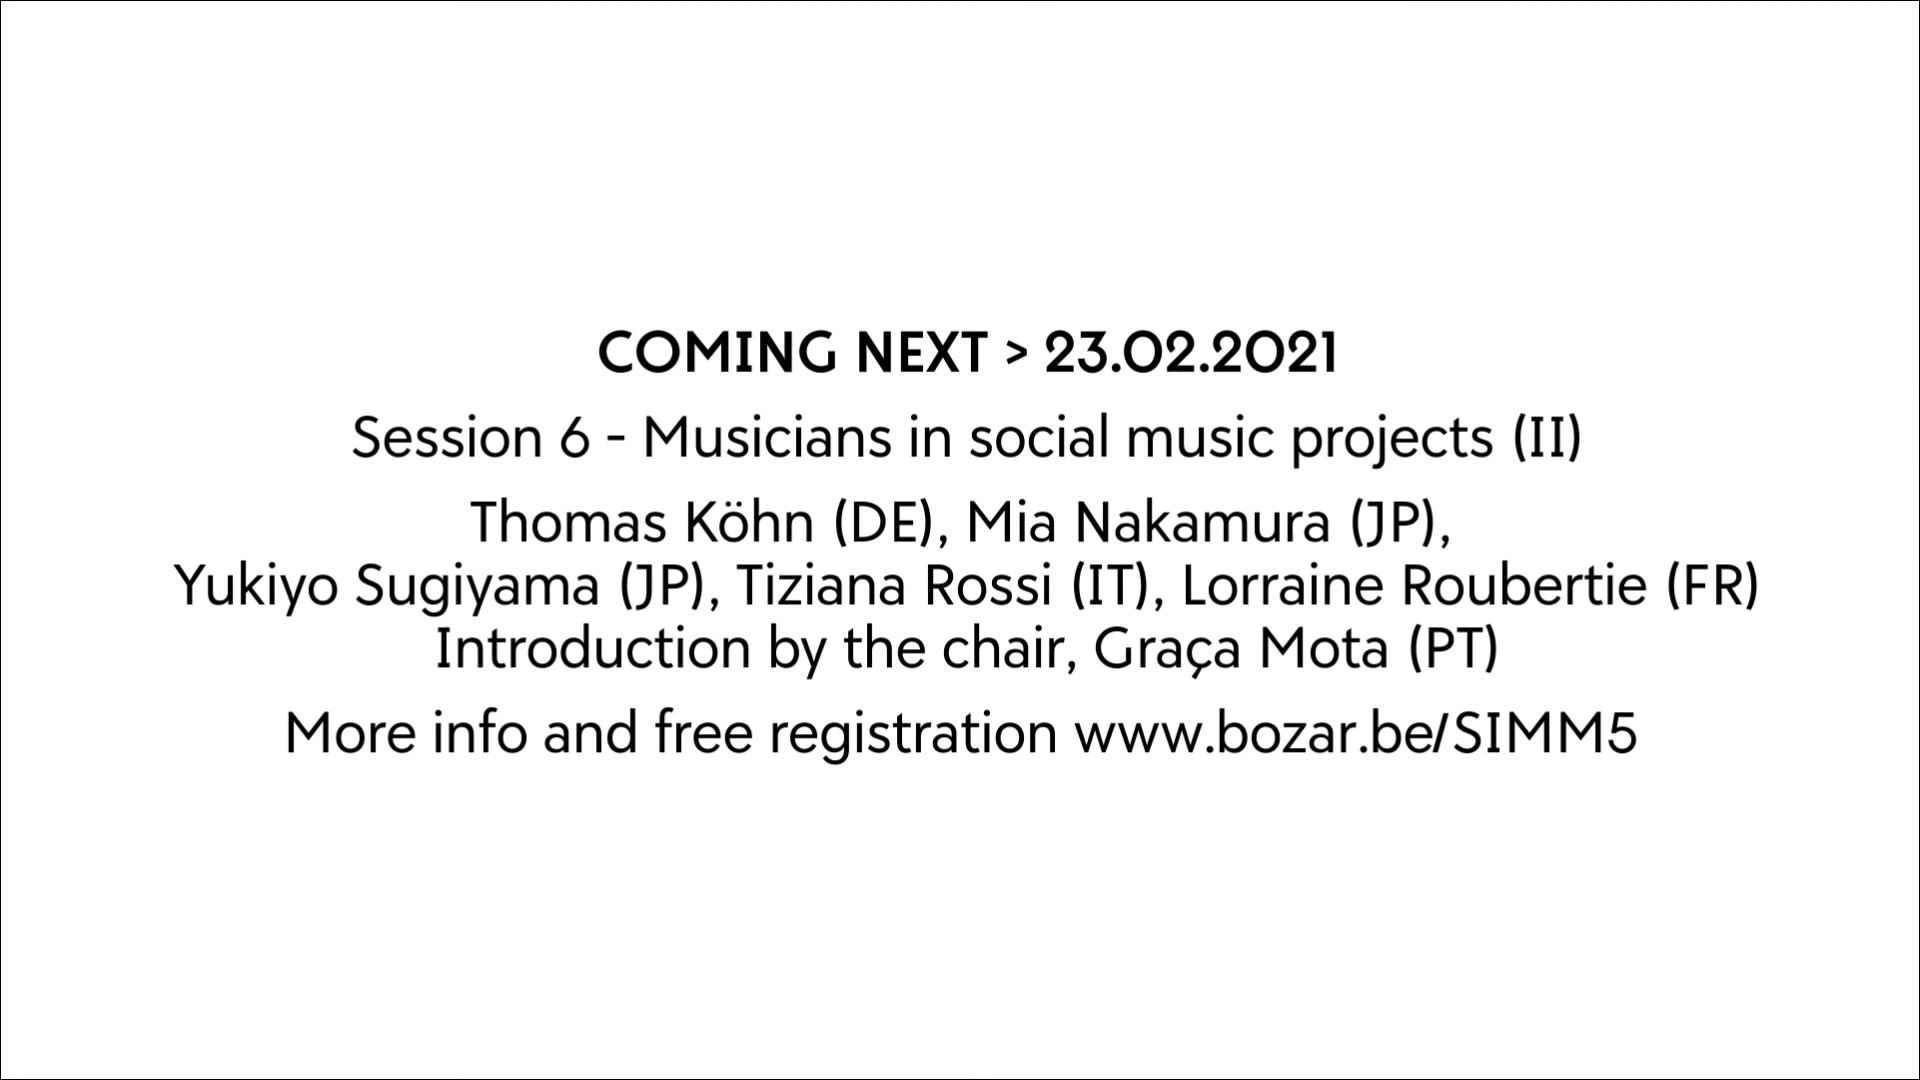 COMING NEXT > 23.02.2021
Session 6 - Musicians in social music projects (II)
Thomas Köhn (DE), Mia Nakamura (JP),
Yukiyo Sugiyama (JP), Tiziana Rossi (IT), Lorraine Roubertie (FR)
Introduction by the chair, Graça Mota (PT)
More info and free registration www.bozar.be/SIMM5